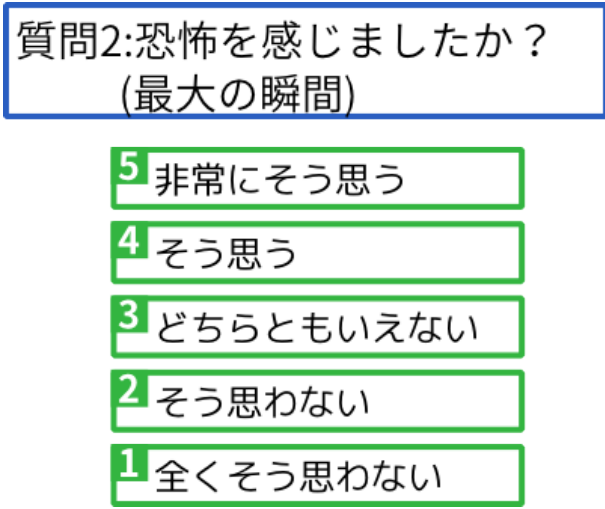 質問2:恐怖を感じましたか？
(最大の瞬間)
5 非常にそう思う
4 そう思う
3 どちらともいえない
2 そう思わない
1 全くそう思わない